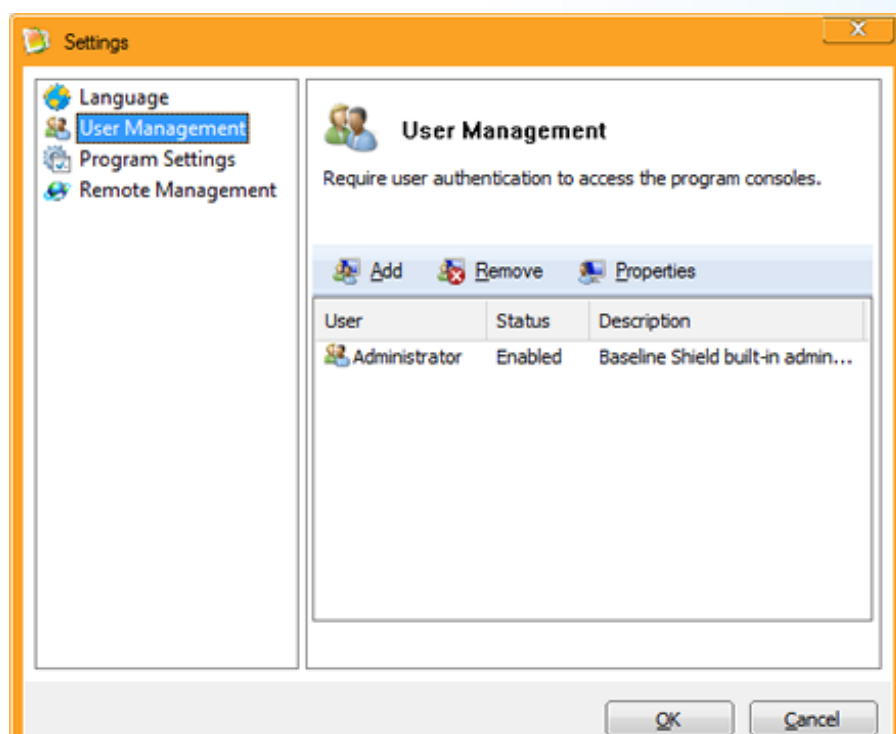 Settings
X
Language
User Management
Program Settings
Remote Management
User Management
Require user authentication to access the program consoles.
Add Remove Properties
User Status Description
Administrator Enabled Baseline Shield built-in admin...
OK Cancel